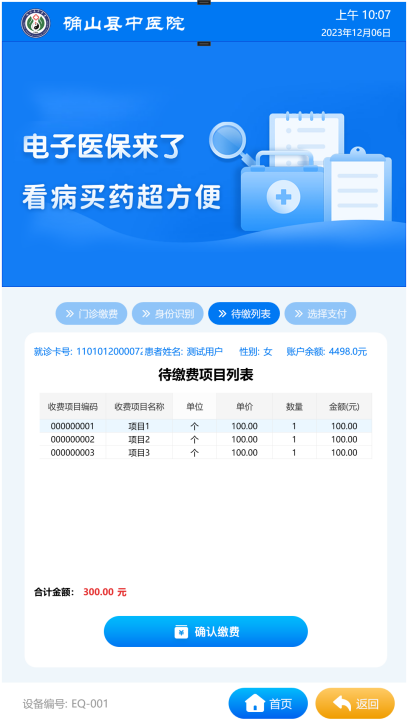 确山县中医院
上午 10:07
2023年12月06日
电子医保来了
看病买药超方便
门诊缴费 身份识别 待缴列表 选择支付
就诊卡号: 1101012000072 患者姓名: 测试用户 性别: 女 账户余额: 4498.0元
待缴费项目列表
收费项目编码 收费项目名称 单位 单价 数量 金额(元)
000000001 项目1 个 100.00 1 100.00
000000002 项目2 个 100.00 1 100.00
000000003 项目3 个 100.00 1 100.00
合计金额: 300.00 元
确认缴费
设备编号: EQ-001 首页 返回